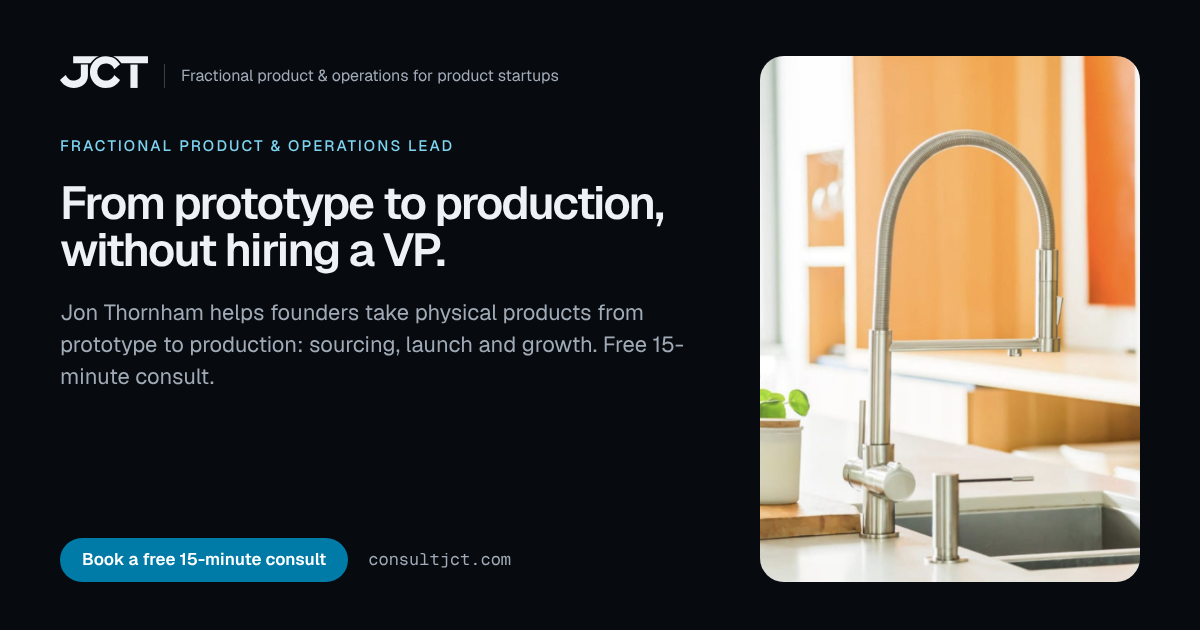 JCT
Fractional product & operations for product startups
FRACTIONAL PRODUCT & OPERATIONS LEAD
From prototype to production,
without hiring a VP.
Jon Thornham helps founders take physical products from
prototype to production: sourcing, launch and growth. Free 15-
minute consult.
Book a free 15-minute consult
consultjct.com